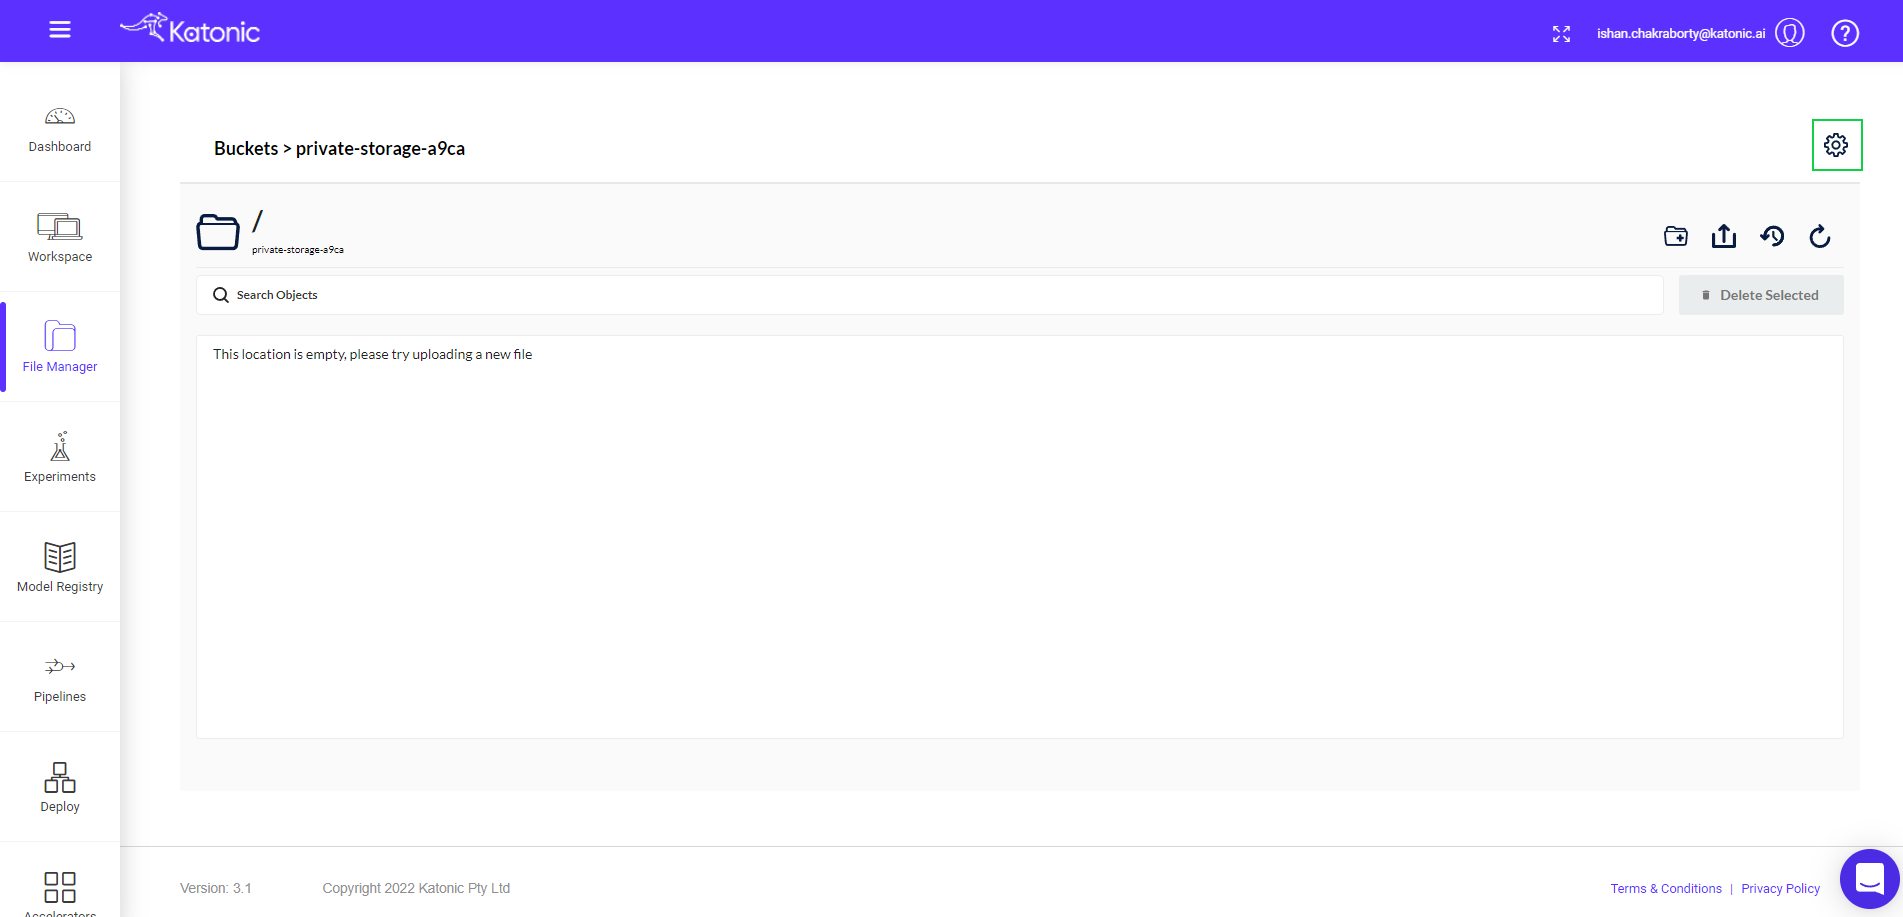 Katonic
ishan.chakraborty@katonic.ai
?
Dashboard
Workspace
File Manager
Experiments
Model Registry
Pipelines
Deploy
Accelerators
Buckets > private-storage-a9ca
/
private-storage-a9ca
Search Objects
Delete Selected
This location is empty, please try uploading a new file
Version: 3.1
Copyright 2022 Katonic Pty Ltd
Terms & Conditions | Privacy Policy